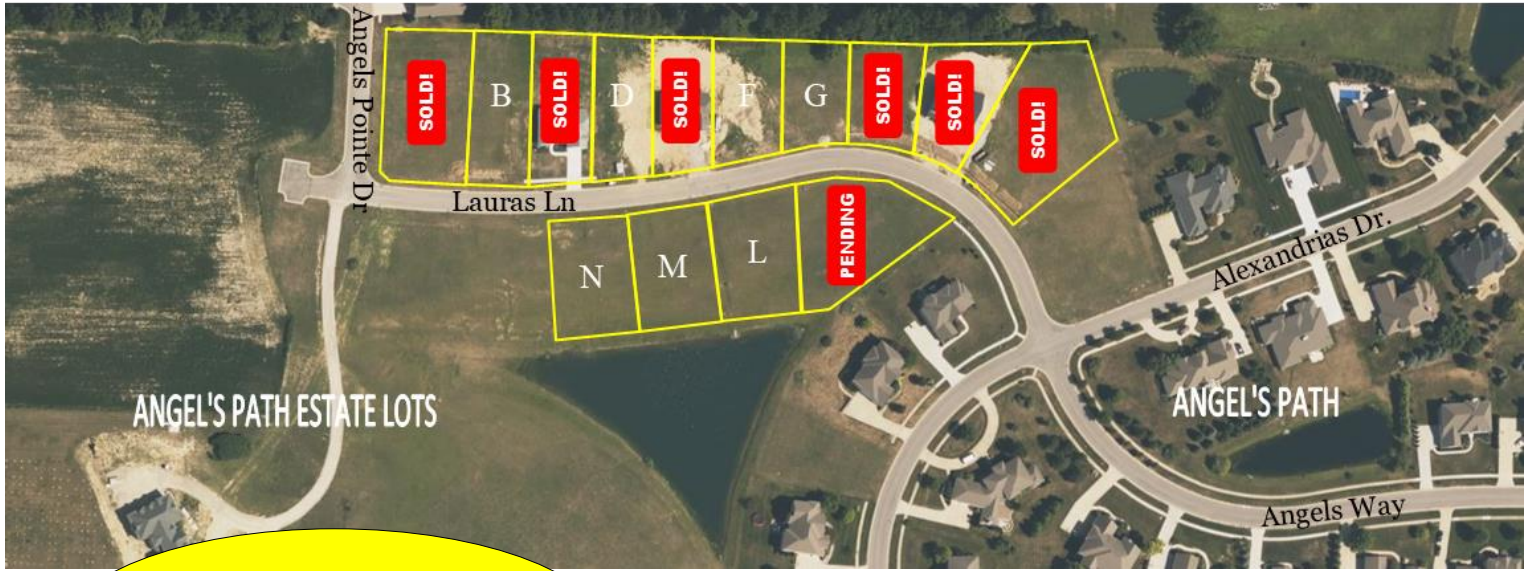 Angels Pointe Dr
SOLD!
B
SOLD!
D
SOLD!
F
G
SOLD!
SOLD!
SOLD!
Lauras Ln
N
M
L
PENDING
Alexandrias Dr.
ANGEL'S PATH ESTATE LOTS
ANGEL'S PATH
Angels Way